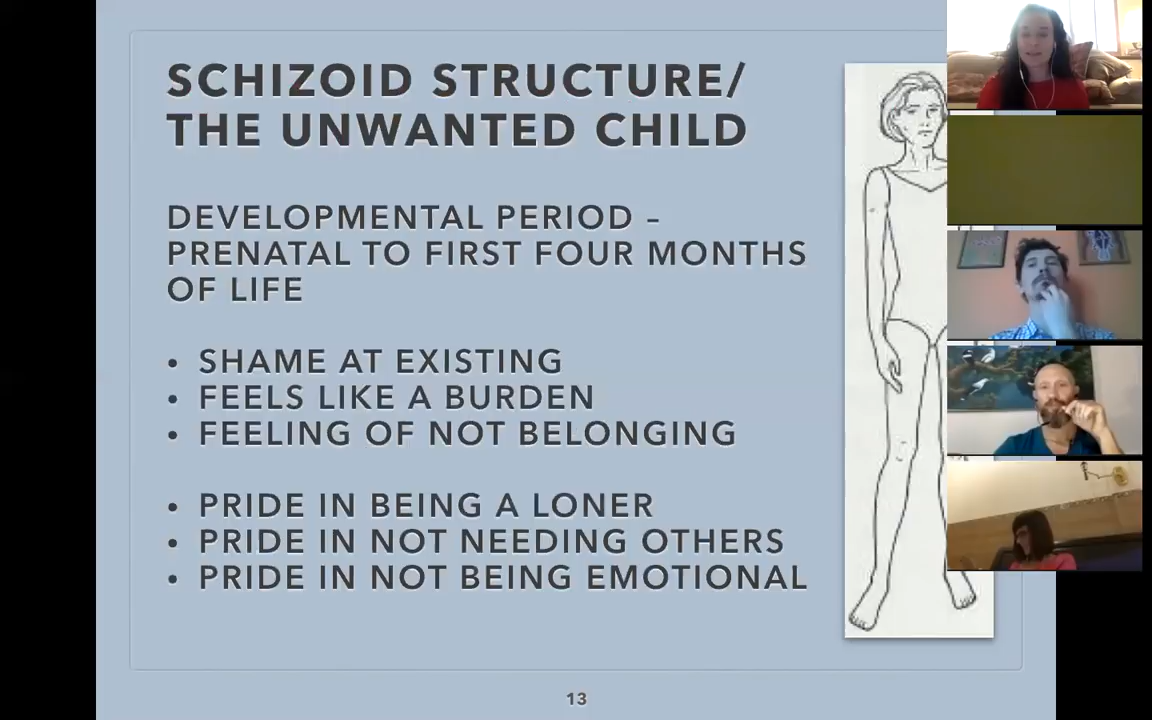 SCHIZOID STRUCTURE/
THE UNWANTED CHILD
DEVELOPMENTAL PERIOD –
PRENATAL TO FIRST FOUR MONTHS
OF LIFE
• SHAME AT EXISTING
• FEELS LIKE A BURDEN
• FEELING OF NOT BELONGING
• PRIDE IN BEING A LONER
• PRIDE IN NOT NEEDING OTHERS
• PRIDE IN NOT BEING EMOTIONAL
13